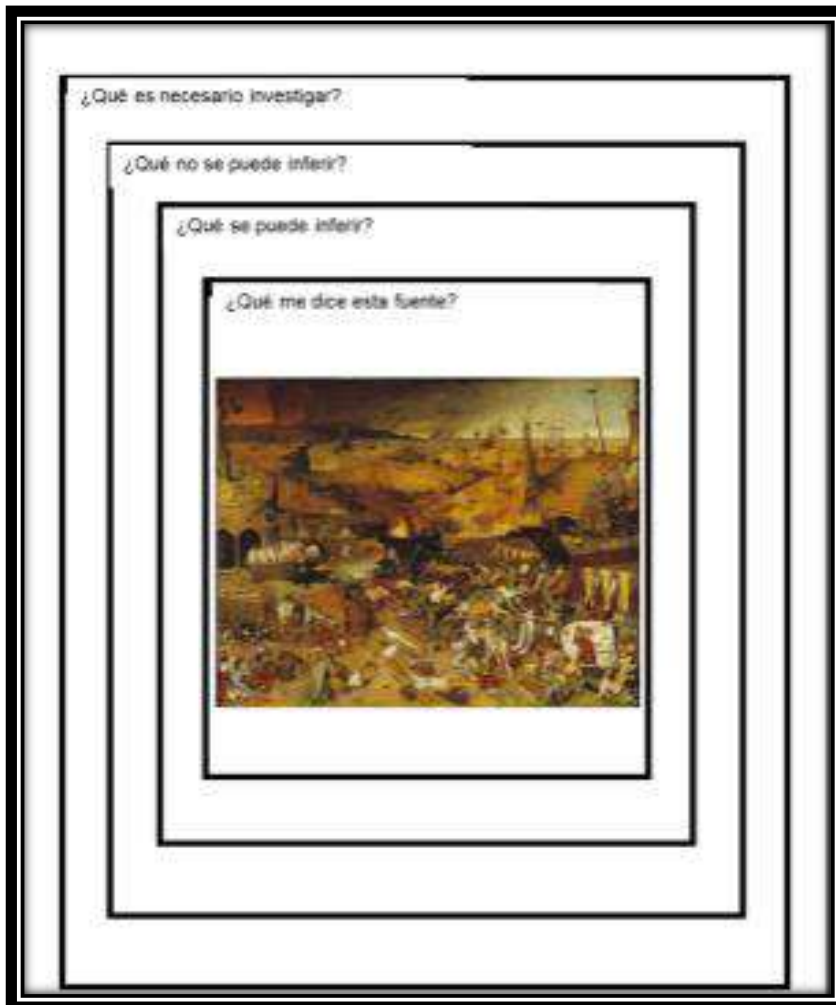 ¿Qué es necesario investigar?
¿Qué no se puede inferir?
¿Qué se puede inferir?
¿Qué me dice esta fuente?